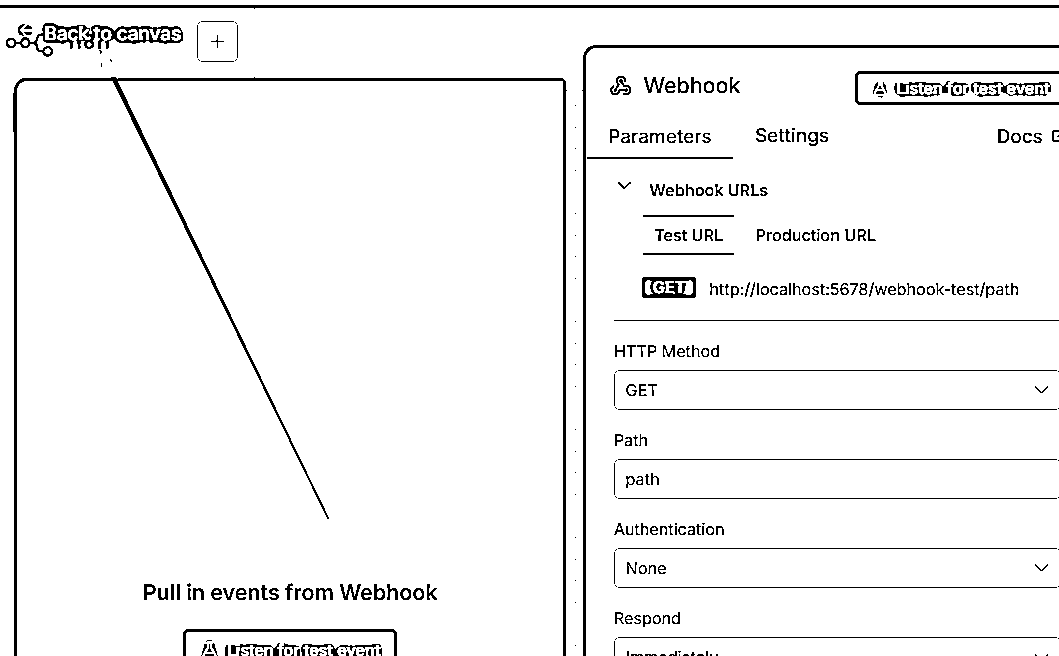 Back to canvas
+
Webhook
Listen for test event
Parameters Settings Docs
Webhook URLs
Test URL Production URL
GET http://localhost:5678/webhook-test/path
HTTP Method
GET
Path
path
Authentication
None
Respond
Immediately
Pull in events from Webhook
Listen for test event